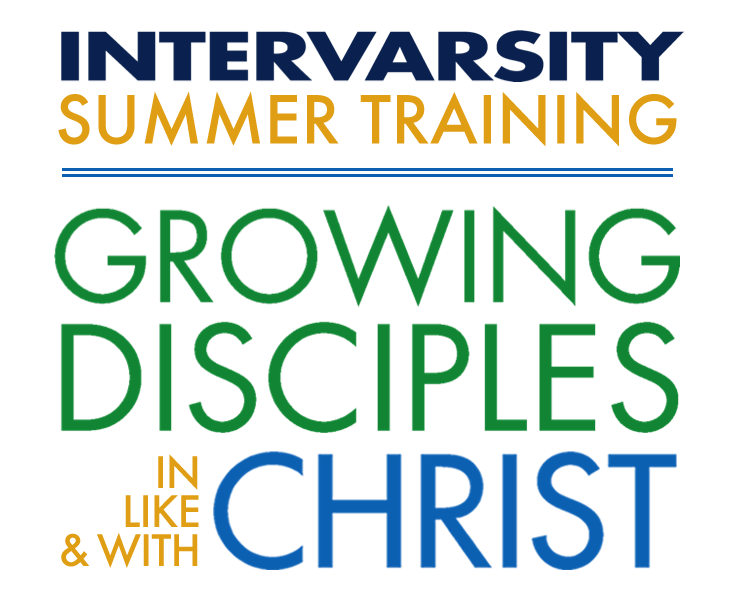 INTERVARSITY
SUMMER TRAINING
GROWING
DISCIPLES
IN
LIKE
& WITH
CHRIST